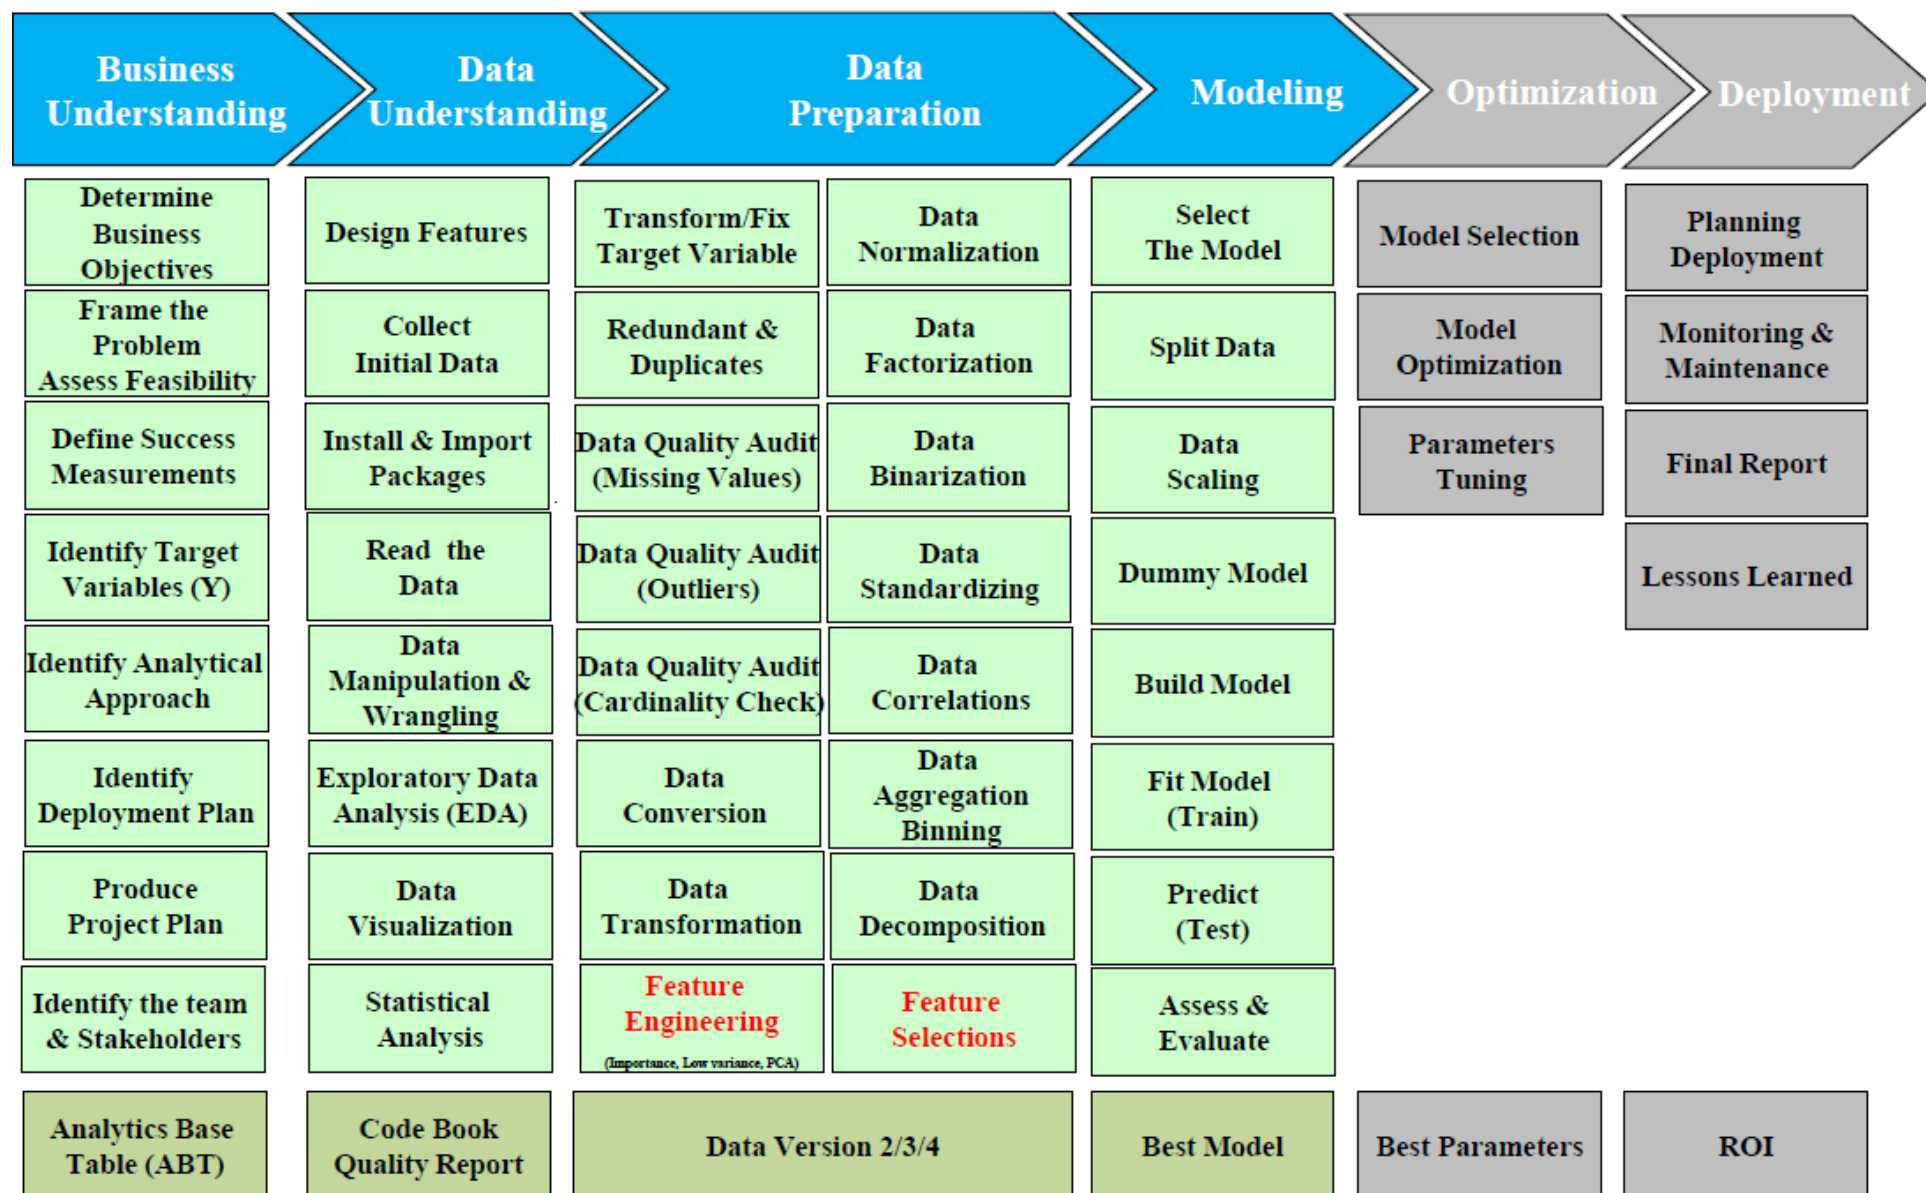 Business
Understanding
Data
Understanding
Data
Preparation
Modeling
Optimization
Deployment
Determine
Business
Objectives
Frame the
Problem
Assess Feasibility
Define Success
Measurements
Identify Target
Variables (Y)
Identify Analytical
Approach
Identify
Deployment Plan
Produce
Project Plan
Identify the team
& Stakeholders
Analytics Base
Table (ABT)
Design Features
Collect
Initial Data
Install & Import
Packages
Read the
Data
Data
Manipulation &
Wrangling
Exploratory Data
Analysis (EDA)
Data
Visualization
Statistical
Analysis
Code Book
Quality Report
Transform/Fix
Target Variable
Redundant &
Duplicates
Data Quality Audit
(Missing Values)
Data Quality Audit
(Outliers)
Data Quality Audit
(Cardinality Check)
Data
Conversion
Data
Transformation
Feature
Engineering
(Importance, Low variance, PCA)
Data
Normalization
Data
Factorization
Data
Binarization
Data
Standardizing
Data
Correlations
Data
Aggregation
Binning
Data
Decomposition
Feature
Selections
Data Version 2/3/4
Select
The Model
Split Data
Data
Scaling
Dummy Model
Build Model
Fit Model
(Train)
Predict
(Test)
Assess &
Evaluate
Best Model
Model Selection
Model
Optimization
Parameters
Tuning
Best Parameters
Planning
Deployment
Monitoring &
Maintenance
Final Report
Lessons Learned
ROI